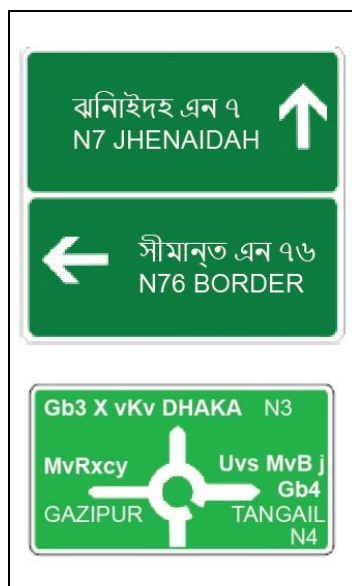 ঝনিাইদহ এন ৭
N7 JHENAIDAH
সীমান্‌ত এন ৭৬
N76 BORDER
Gb3 X vKv DHAKA N3
MvRxcy Uvs MvB j
Gb4
GAZIPUR TANGAIL
N4